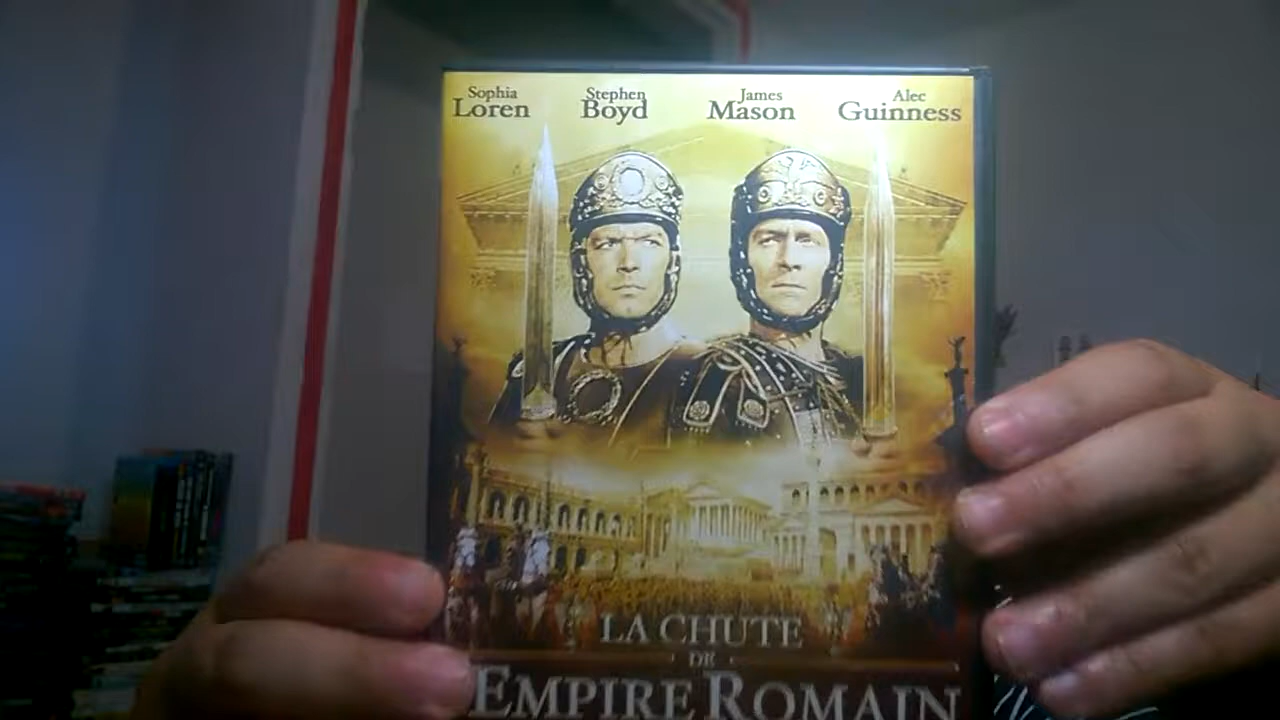 Sophia Stephen James Alec
Loren Boyd Mason Guinness
LA CHUTE
DE
EMPIRE ROMAIN